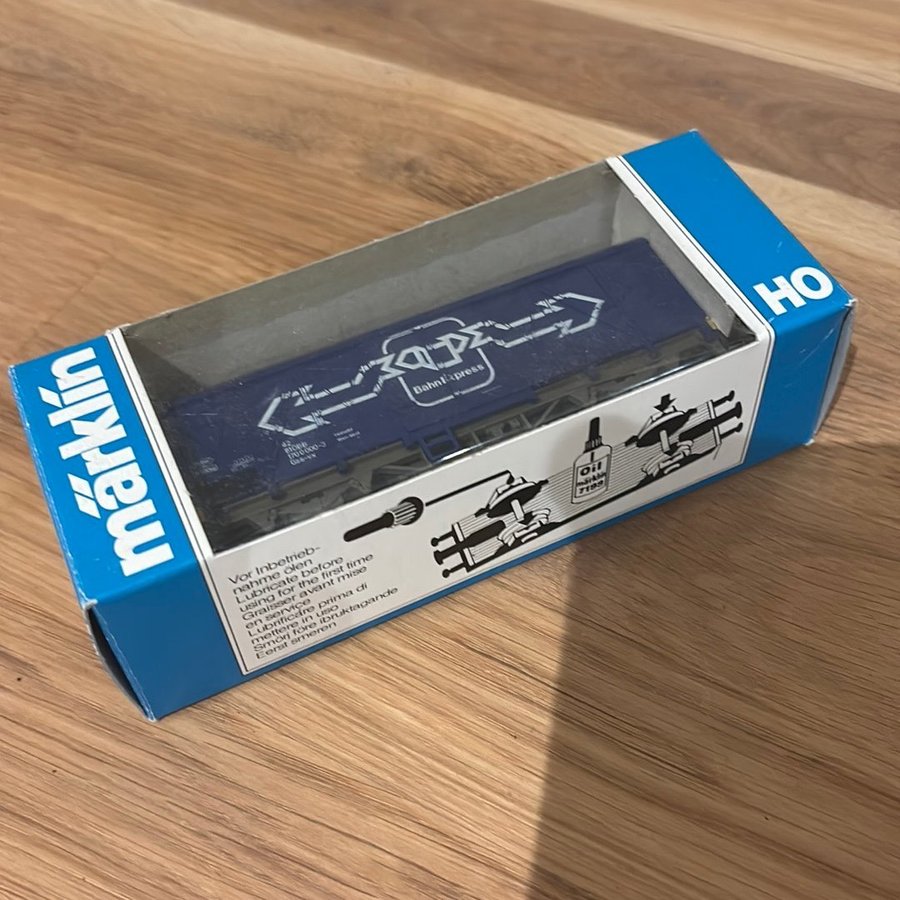 märklin
HO
Bahn Express
Oil
märklin
7199
Vor Inbetrieb-
nahme ölen
Lubricate before
using for the first time
Graisser avant mise
en service
Lubrificare prima di
mettere in uso
Smörj före ibruktagande
Eerst smeren